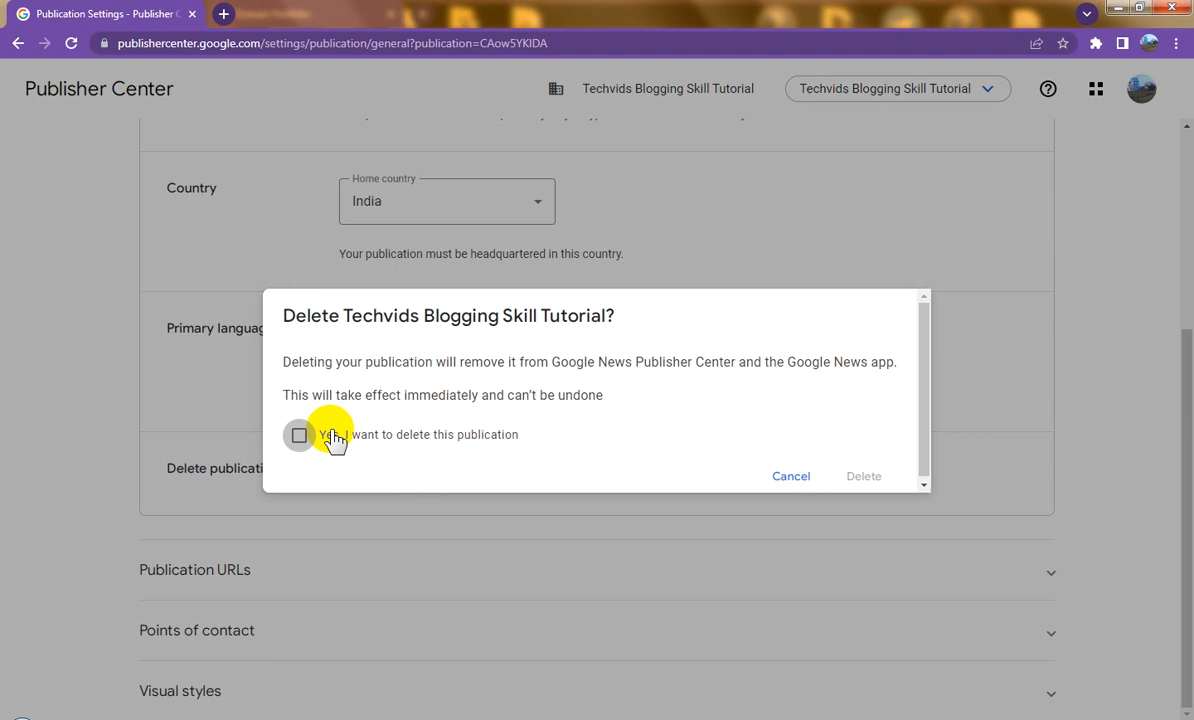 Publication Settings - Publisher C
publishercenter.google.com/settings/publication/general?publication=CAow5YKIDA
Publisher Center
Techvids Blogging Skill Tutorial
Techvids Blogging Skill Tutorial
Country
Home country
India
Your publication must be headquartered in this country.
Primary languag
Delete Techvids Blogging Skill Tutorial?
Deleting your publication will remove it from Google News Publisher Center and the Google News app.
This will take effect immediately and can't be undone
Yes, I want to delete this publication
Cancel
Delete
Delete publicati
Publication URLs
Points of contact
Visual styles